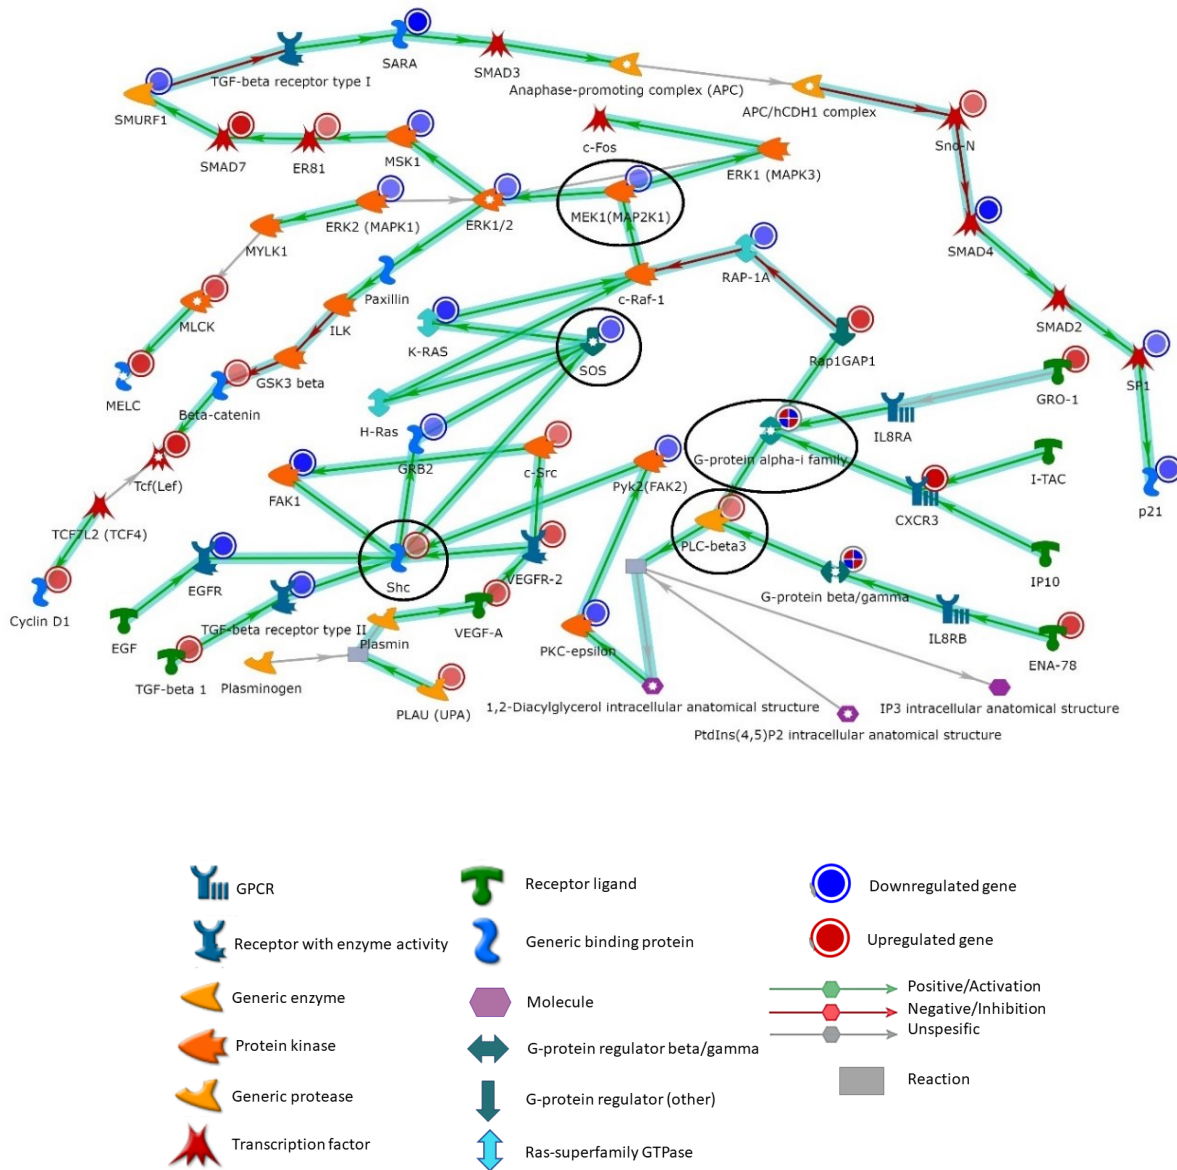 SARA
TGF-beta receptor type I
SMAD3
Anaphase-promoting complex (APC)
APC/hCDH1 complex
SMURF1
SMAD7
ER81
MSK1
c-Fos
ERK1 (MAPK3)
Sno-N
ERK2 (MAPK1)
ERK1/2
MEK1(MAP2K1)
MYLK1
SMAD4
Paxillin
c-Raf-1
RAP-1A
MLCK
ILK
K-RAS
SOS
Rap1GAP1
SMAD2
GSK3 beta
SP1
MELC
Beta-catenin
H-Ras
IL8RA
GRO-1
GRB2
c-Src
G-protein alpha-i family
Tcf(Lef)
FAK1
Pyk2(FAK2)
I-TAC
p21
TCF7L2 (TCF4)
CXCR3
PLC-beta3
Shc
VEGFR-2
EGFR
IP10
G-protein beta/gamma
Cyclin D1
EGF
TGF-beta receptor type II
VEGF-A
Plasmin
IL8RB
PKC-epsilon
ENA-78
TGF-beta 1
Plasminogen
PLAU (UPA)
1,2-Diacylglycerol intracellular anatomical structure
IP3 intracellular anatomical structure
PtdIns(4,5)P2 intracellular anatomical structure
GPCR
Receptor ligand
Downregulated gene
Receptor with enzyme activity
Generic binding protein
Upregulated gene
Generic enzyme
Molecule
Positive/Activation
Negative/Inhibition
Unspesific
Protein kinase
G-protein regulator beta/gamma
Reaction
Generic protease
G-protein regulator (other)
Transcription factor
Ras-superfamily GTPase